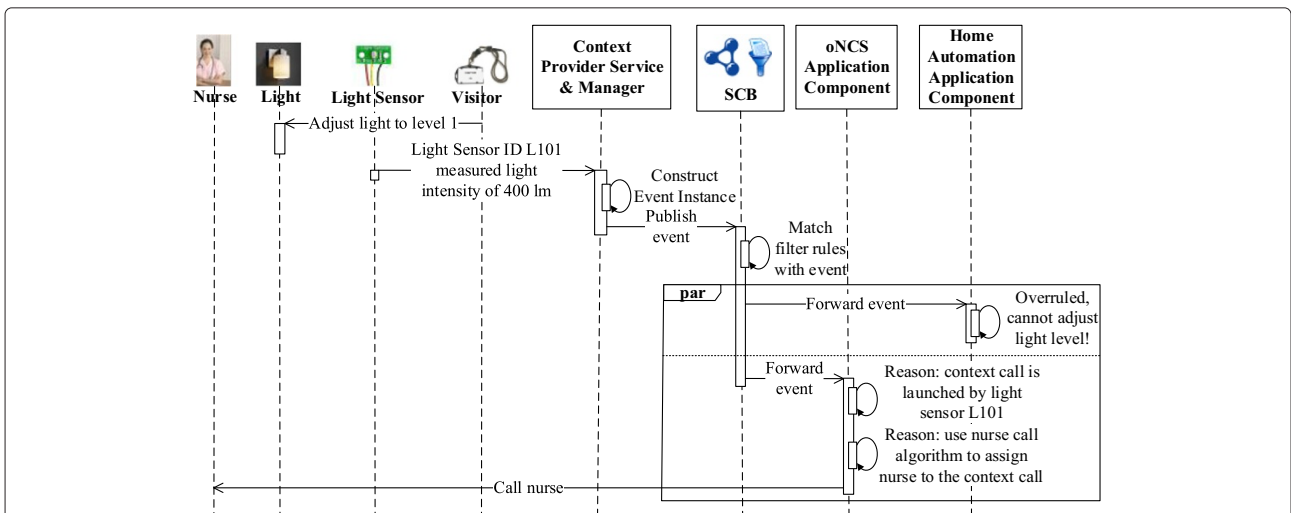 Nurse
Light
Light Sensor
Visitor
Context
Provider Service
& Manager
SCB
oNCS
Application
Component
Home
Automation
Application
Component
Adjust light to level 1
Light Sensor ID L101
measured light
intensity of 400 lm
Construct
Event Instance
Publish
event
Match
filter rules
with event
par
Forward event
Overruled,
cannot adjust
light level!
Forward
event
Reason: context call is
launched by light
sensor L101
Reason: use nurse call
algorithm to assign
nurse to the context call
Call nurse